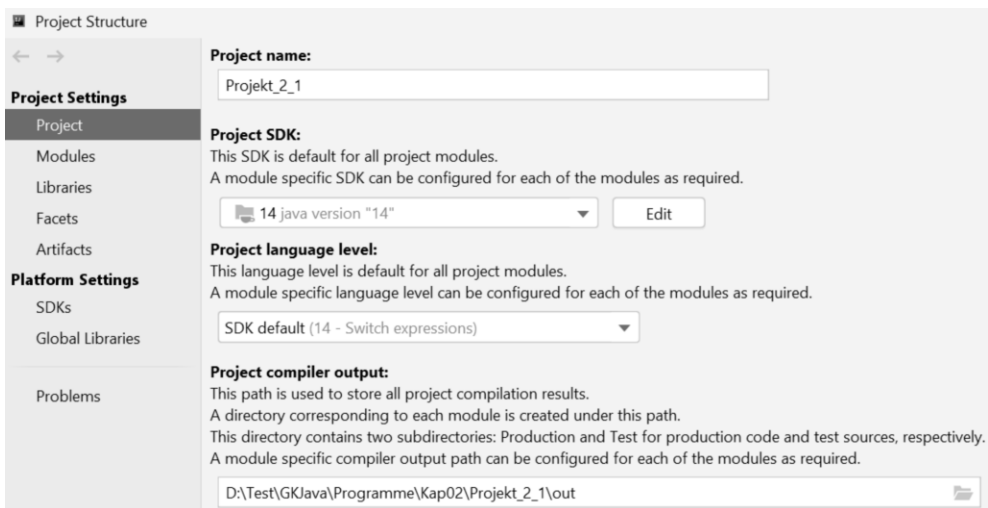 Project Structure
Project Settings
Project
Modules
Libraries
Facets
Artifacts
Platform Settings
SDKs
Global Libraries
Problems
Project name:
Projekt_2_1
Project SDK:
This SDK is default for all project modules.
A module specific SDK can be configured for each of the modules as required.
14 java version "14"
Edit
Project language level:
This language level is default for all project modules.
A module specific language level can be configured for each of the modules as required.
SDK default (14 - Switch expressions)
Project compiler output:
This path is used to store all project compilation results.
A directory corresponding to each module is created under this path.
This directory contains two subdirectories: Production and Test for production code and test sources, respectively.
A module specific compiler output path can be configured for each of the modules as required.
D:\Test\GKJava\Programme\Kap02\Projekt_2_1\out